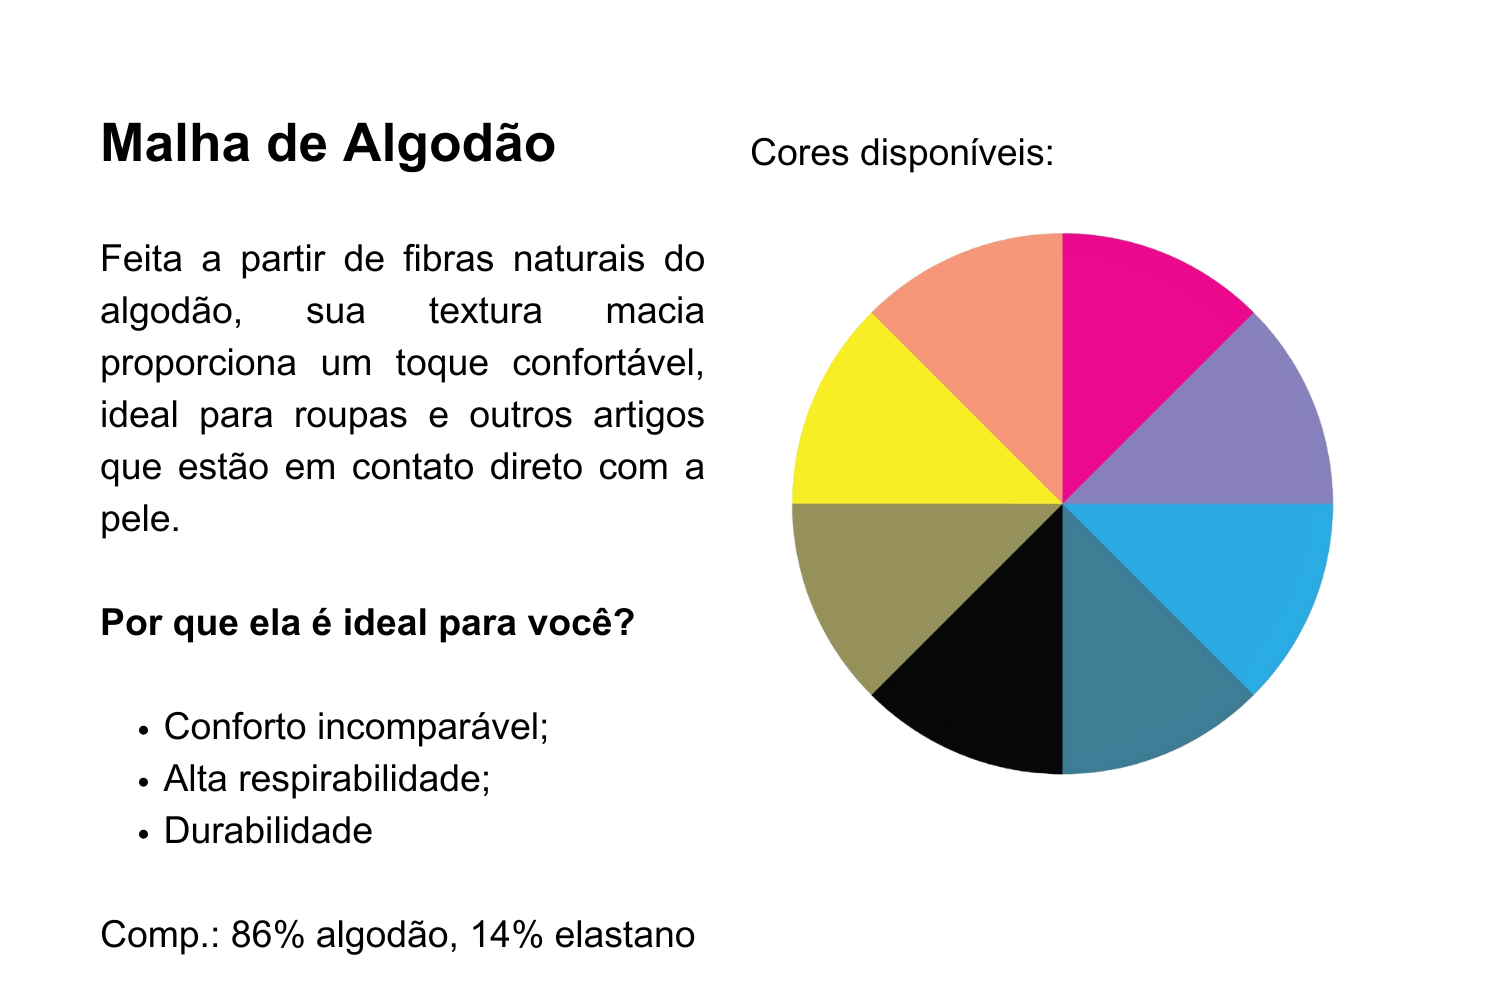 Malha de Algodão
Feita a partir de fibras naturais do
algodão, sua textura macia
proporciona um toque confortável,
ideal para roupas e outros artigos
que estão em contato direto com a
pele.
Por que ela é ideal para você?
• Conforto incomparável;
• Alta respirabilidade;
• Durabilidade
Comp.: 86% algodão, 14% elastano
Cores disponíveis: